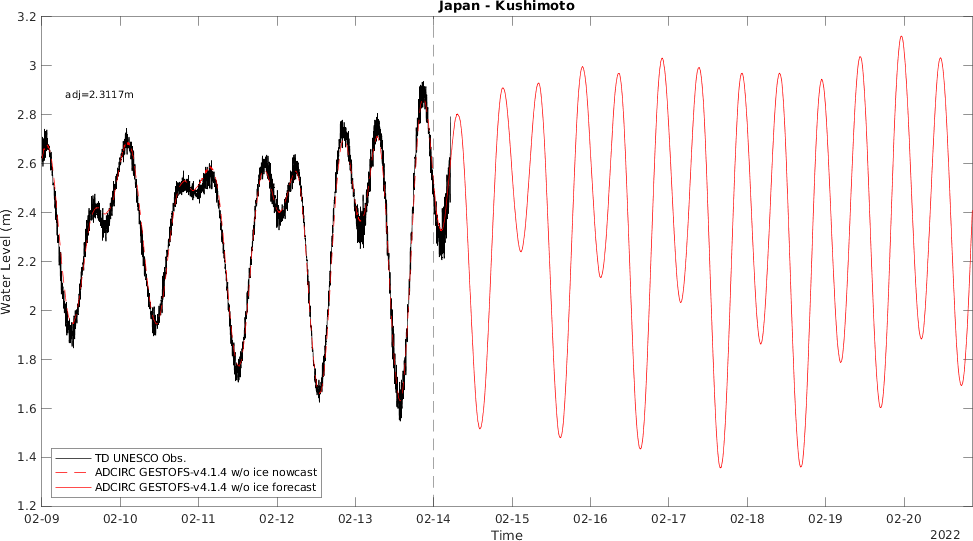 Japan - Kushimoto
3.2
3
2.8
2.6
2.4
2.2
2
1.8
1.6
1.4
1.2
Water Level (m)
adj=2.3117m
TD UNESCO Obs.
ADCIRC GESTOFS-v4.1.4 w/o ice nowcast
ADCIRC GESTOFS-v4.1.4 w/o ice forecast
02-09 02-10 02-11 02-12 02-13 02-14 02-15 02-16 02-17 02-18 02-19 02-20
Time
2022